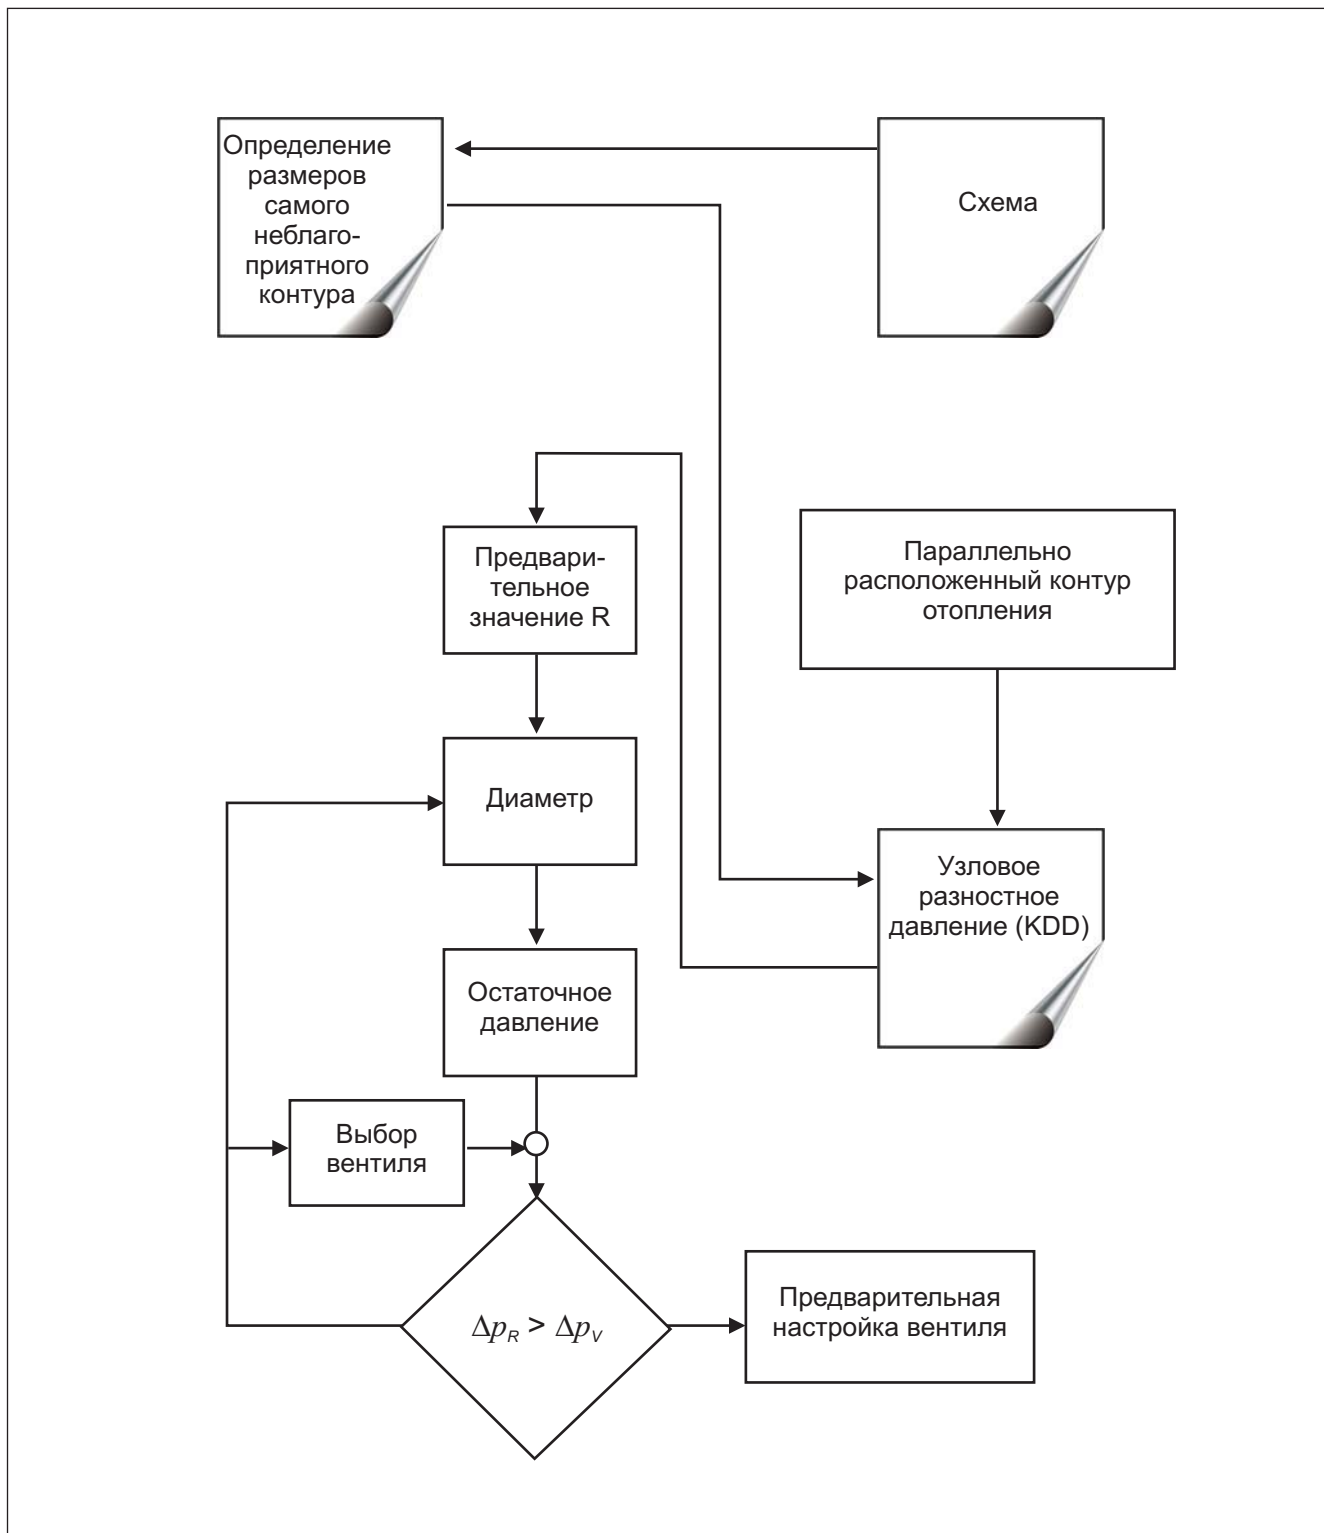 Определение
размеров
самого
неблаго-
приятного
контура
Схема
Предвари-
тельное
значение R
Параллельно
расположенный контур
отопления
Диаметр
Узловое
разностное
давление (KDD)
Остаточное
давление
Выбор
вентиля
Δp_R > Δp_V
Предварительная
настройка вентиля